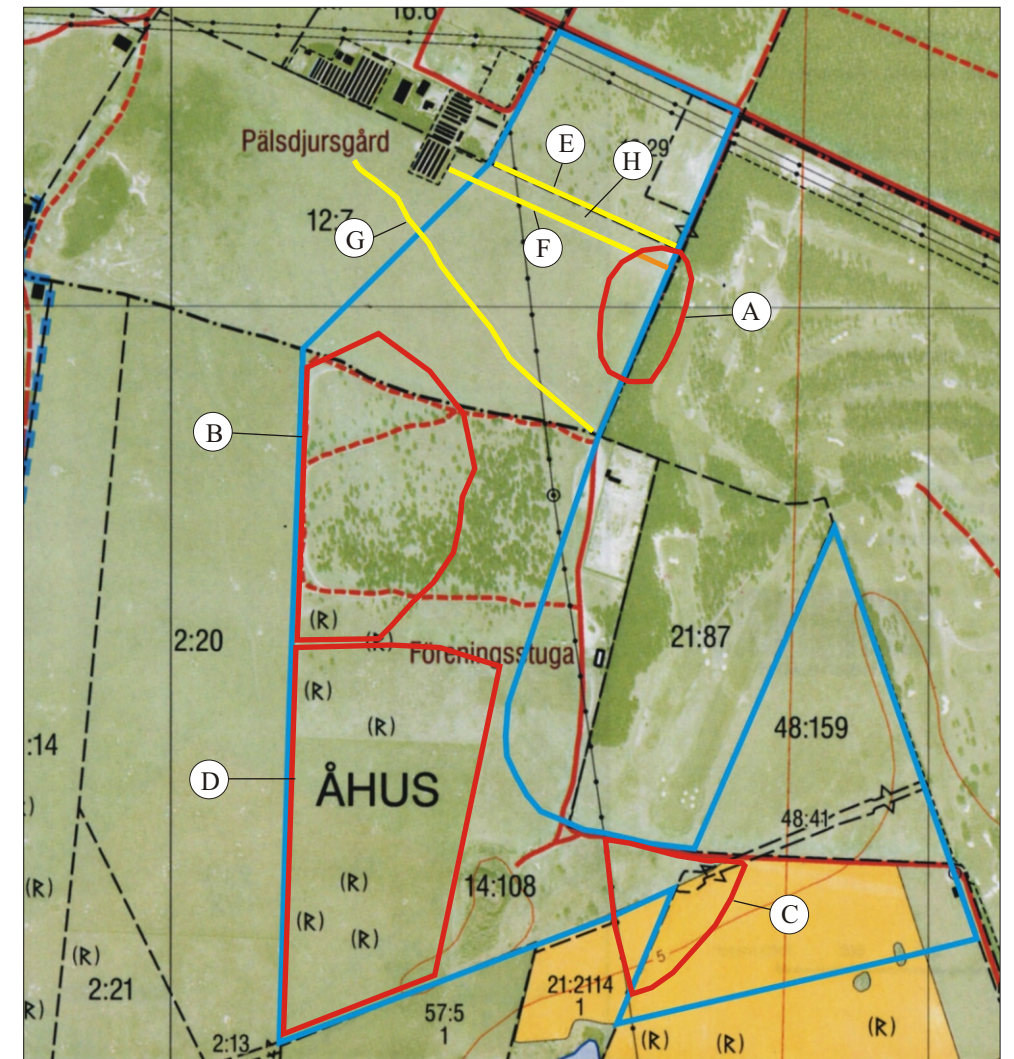 16:6
E
29
H
Pälsdjursgård
12:7
G
F
A
B
(R)
(R)
2:20
Föreningsstuga
21:87
(R)
(R)
48:159
:14
D
ÅHUS
48:41
(R)
(R)
14:108
(R)
(R)
C
(R)
5
2:21
21:2114
1
57:5
1
2:13
(R)
(R)
(R)